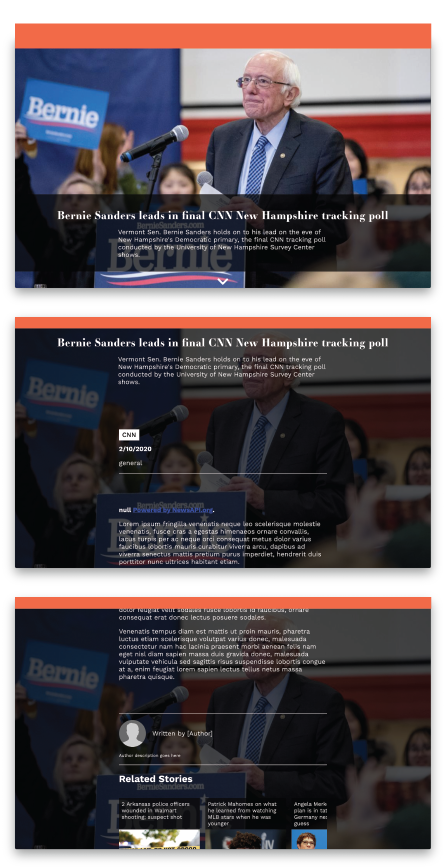 Bernie
BernieSanders.com
Bernie
Bernie Sanders leads in final CNN New Hampshire tracking poll
Vermont Sen. Bernie Sanders holds on to his lead on the eve of
New Hampshire's Democratic primary, the final CNN tracking poll
conducted by the University of New Hampshire Survey Center
shows.
Bernie Sanders leads in final CNN New Hampshire tracking poll
Vermont Sen. Bernie Sanders holds on to his lead on the eve of
New Hampshire's Democratic primary, the final CNN tracking poll
conducted by the University of New Hampshire Survey Center
shows.
Bernie
CNN
2/10/2020
general
BernieSanders.com
null Powered by NewsAPI.org.
Lorem ipsum fringilla venenatis neque leo scelerisque molestie
venenatis, fusce cras a egestas himenaeos ornare convallis,
lacus turpis per ac neque orci consequat metus dolor varius
faucibus lobortis mauris curabitur viverra arcu, dapibus ad
viverra senectus mattis pretium purus imperdiet, hendrerit duis
porttitor nunc ultrices habitant etiam.
dolor feugiat velit sodales fusce lobortis id faucibus, ornare
consequat erat donec lectus posuere sodales.
Venenatis tempus diam est mattis ut proin mauris, pharetra
luctus etiam scelerisque volutpat varius donec, malesuada
consectetur nam hac lacinia praesent morbi aenean felis nam
eget nisl diam sapien massa duis gravida donec, malesuada
vulputate vehicula sed sagittis risus suspendisse lobortis congue
at a, enim feugiat lorem sapien lectus tellus netus massa
pharetra quisque.
Bernie
Written by [Author]
Author description goes here
Related Stories
2 Arkansas police officers
wounded in Walmart
shooting, suspect shot
Patrick Mahomes on what
he learned from watching
MLB stars when he was
younger
Angela Merk
plan is in tat
Germany nex
guess